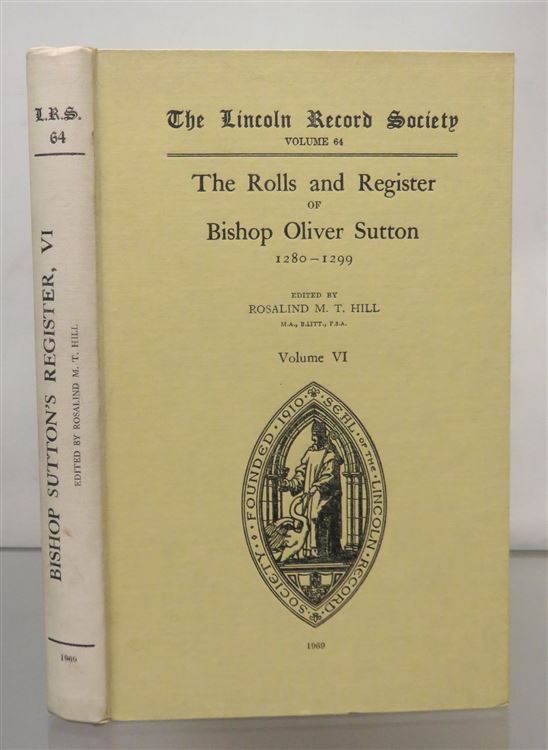 L.R.S.
64
BISHOP SUTTON'S REGISTER, VI
EDITED BY ROSALIND M. T. HILL
1969
The Lincoln Record Society
VOLUME 64
The Rolls and Register
OF
Bishop Oliver Sutton
1280–1299
EDITED BY
ROSALIND M. T. HILL
M.A., B.LITT., F.S.A.
Volume VI
SEAL OF THE LINCOLN RECORD SOCIETY FOUNDED 1910
1969